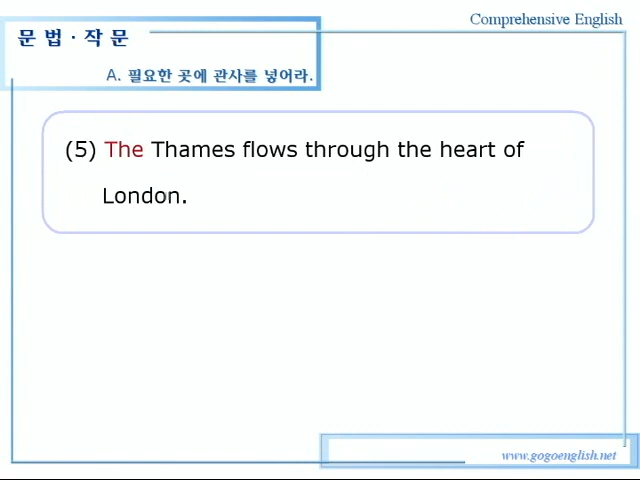 Comprehensive English
문 법 · 작 문
A. 필요한 곳에 관사를 넣어라.
(5) The Thames flows through the heart of
London.
www.gogoenglish.net